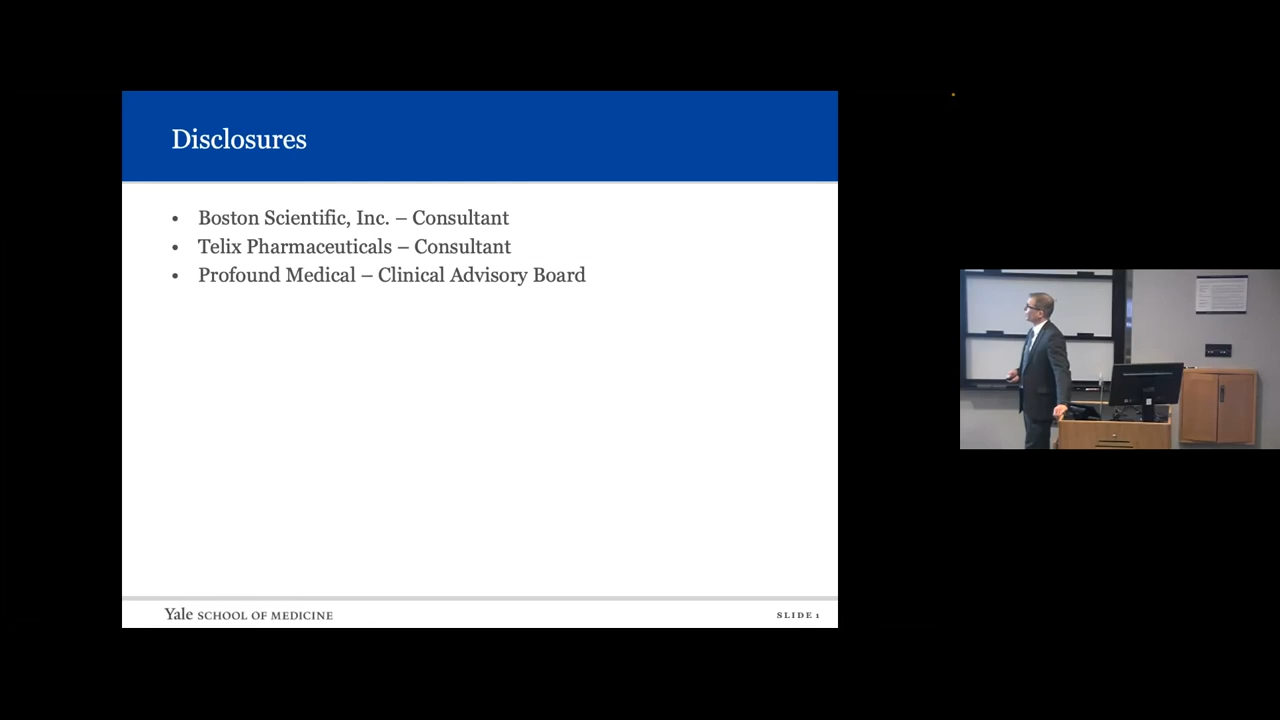 Disclosures
• Boston Scientific, Inc. – Consultant
• Telix Pharmaceuticals – Consultant
• Profound Medical – Clinical Advisory Board
Yale SCHOOL OF MEDICINE
SLIDE 1